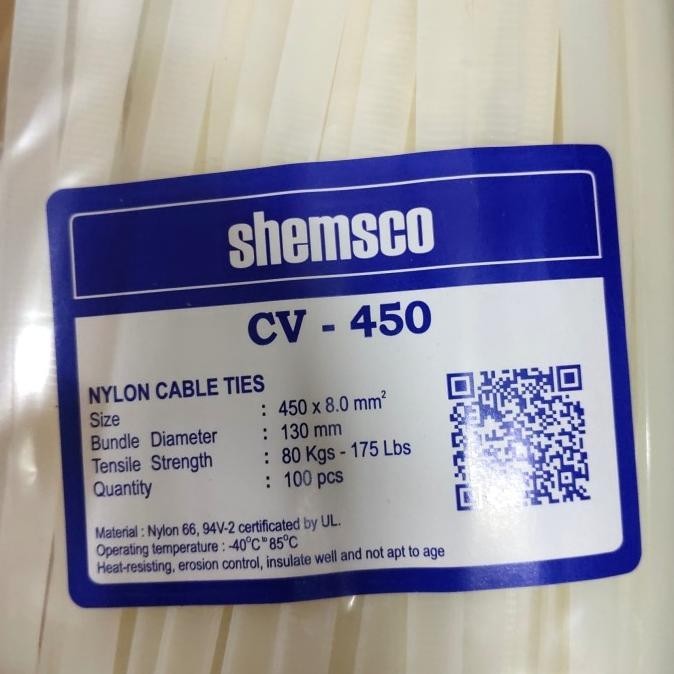 shemsco
CV - 450
NYLON CABLE TIES
Size : 450 x 8.0 mm²
Bundle Diameter : 130 mm
Tensile Strength : 80 Kgs - 175 Lbs
Quantity : 100 pcs
Material : Nylon 66, 94V-2 certificated by UL.
Operating temperature : -40°C to 85°C
Heat-resisting, erosion control, insulate well and not apt to age